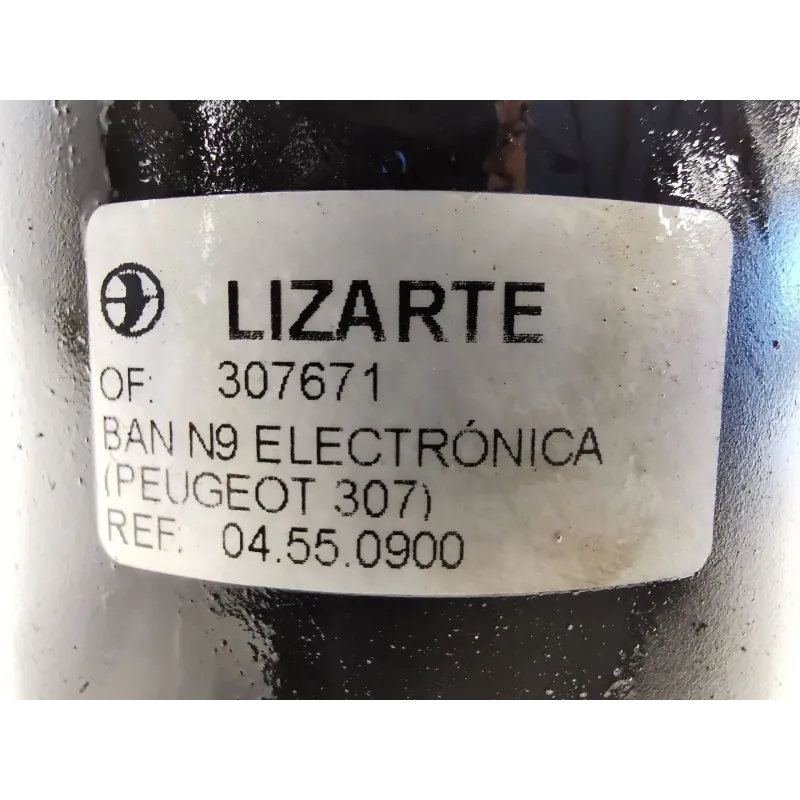 LIZARTE
OF: 307671
BAN N9 ELECTRÓNICA
(PEUGEOT 307)
REF: 04.55.0900